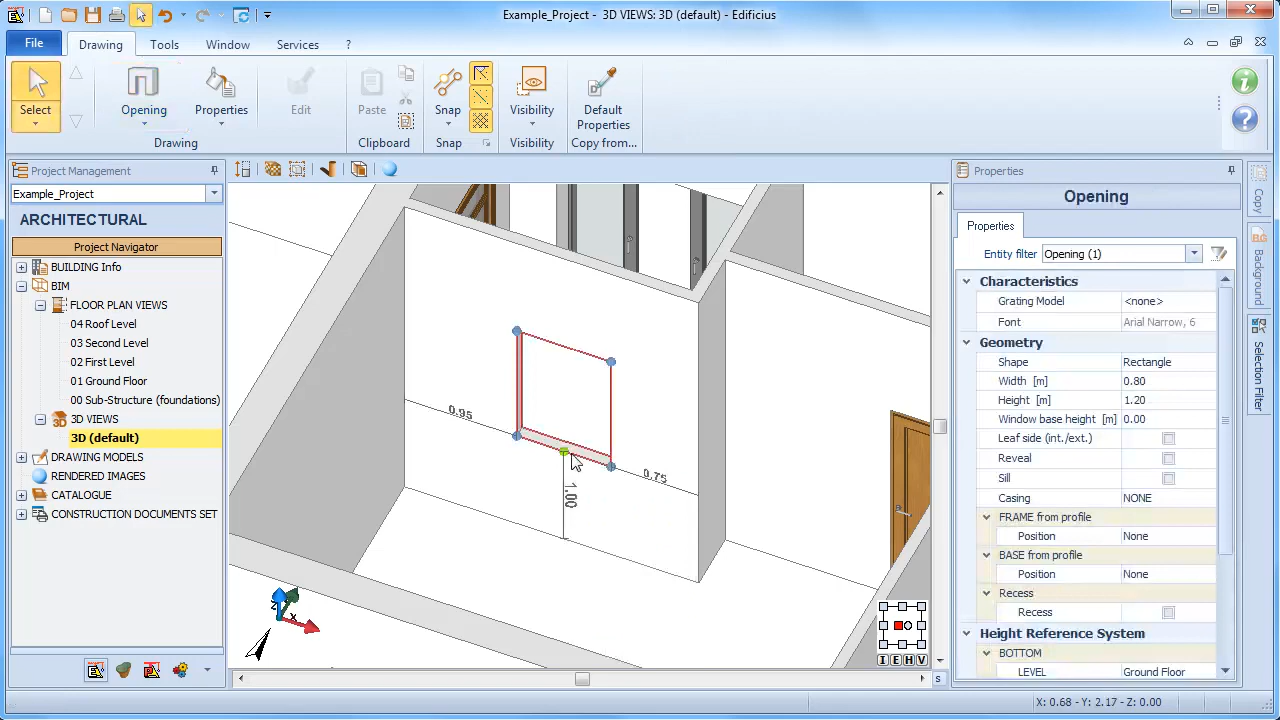 Example_Project - 3D VIEWS: 3D (default) - Edificius
File
Drawing
Tools
Window
Services
?
Select
Opening
Properties
Edit
Paste
Snap
Visibility
Default
Properties
Drawing
Clipboard
Snap
Visibility
Copy from...
Project Management
Example_Project
ARCHITECTURAL
Project Navigator
BUILDING Info
BIM
FLOOR PLAN VIEWS
04 Roof Level
03 Second Level
02 First Level
01 Ground Floor
00 Sub-Structure (foundations)
3D VIEWS
3D (default)
DRAWING MODELS
RENDERED IMAGES
CATALOGUE
CONSTRUCTION DOCUMENTS SET
0.95
0.75
1.00
Z
X
I E H V
S
Properties
Opening
Properties
Entity filter Opening (1)
Characteristics
Grating Model <none>
Font Arial Narrow, 6
Geometry
Shape Rectangle
Width [m] 0.80
Height [m] 1.20
Window base height [m] 0.00
Leaf side (int./ext.)
Reveal
Sill
Casing NONE
FRAME from profile
Position None
BASE from profile
Position None
Recess
Recess
Height Reference System
BOTTOM
LEVEL Ground Floor
Copy
Background
Selection Filter
X: 0.68 - Y: 2.17 - Z: 0.00